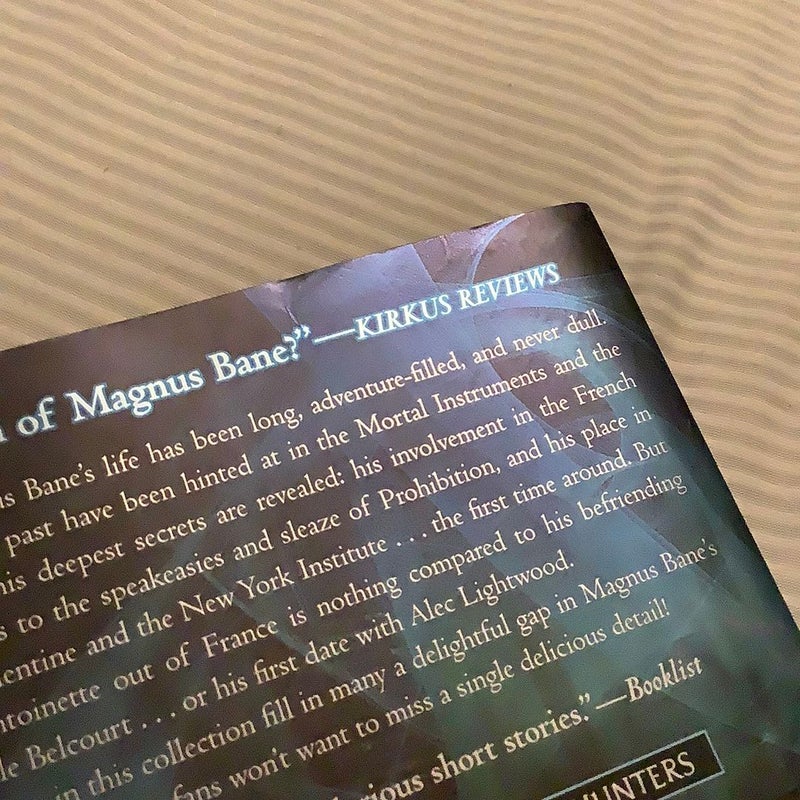 of Magnus Bane?"—KIRKUS REVIEWS
Bane's life has been long, adventure-filled, and never dull.
past have been hinted at in the Mortal Instruments and the
his deepest secrets are revealed: his involvement in the French
to the speakeasies and sleaze of Prohibition, and his place in
entine and the New York Institute . . . the first time around. But
ntoinette out of France is nothing compared to his befriending
le Belcourt . . . or his first date with Alec Lightwood.
in this collection fill in many a delightful gap in Magnus Bane's
fans won't want to miss a single delicious detail!
ious short stories."—Booklist
HUNTERS